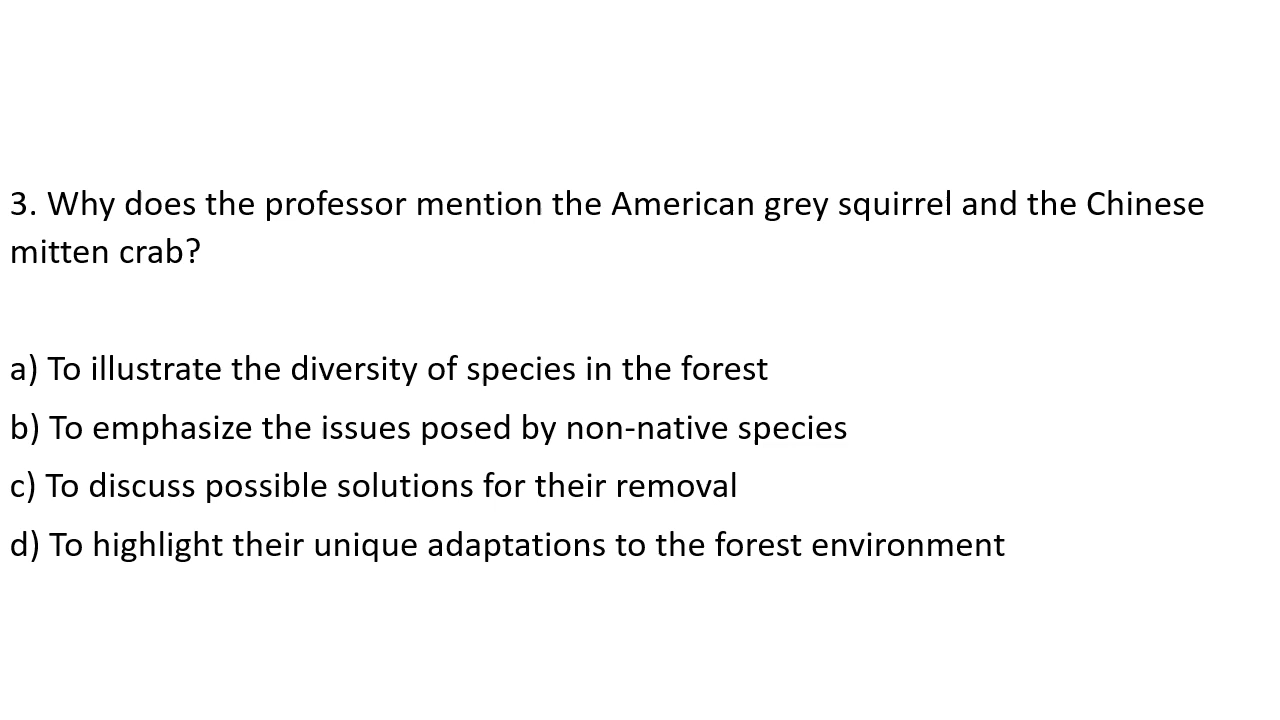 3. Why does the professor mention the American grey squirrel and the Chinese
mitten crab?
a) To illustrate the diversity of species in the forest
b) To emphasize the issues posed by non-native species
c) To discuss possible solutions for their removal
d) To highlight their unique adaptations to the forest environment